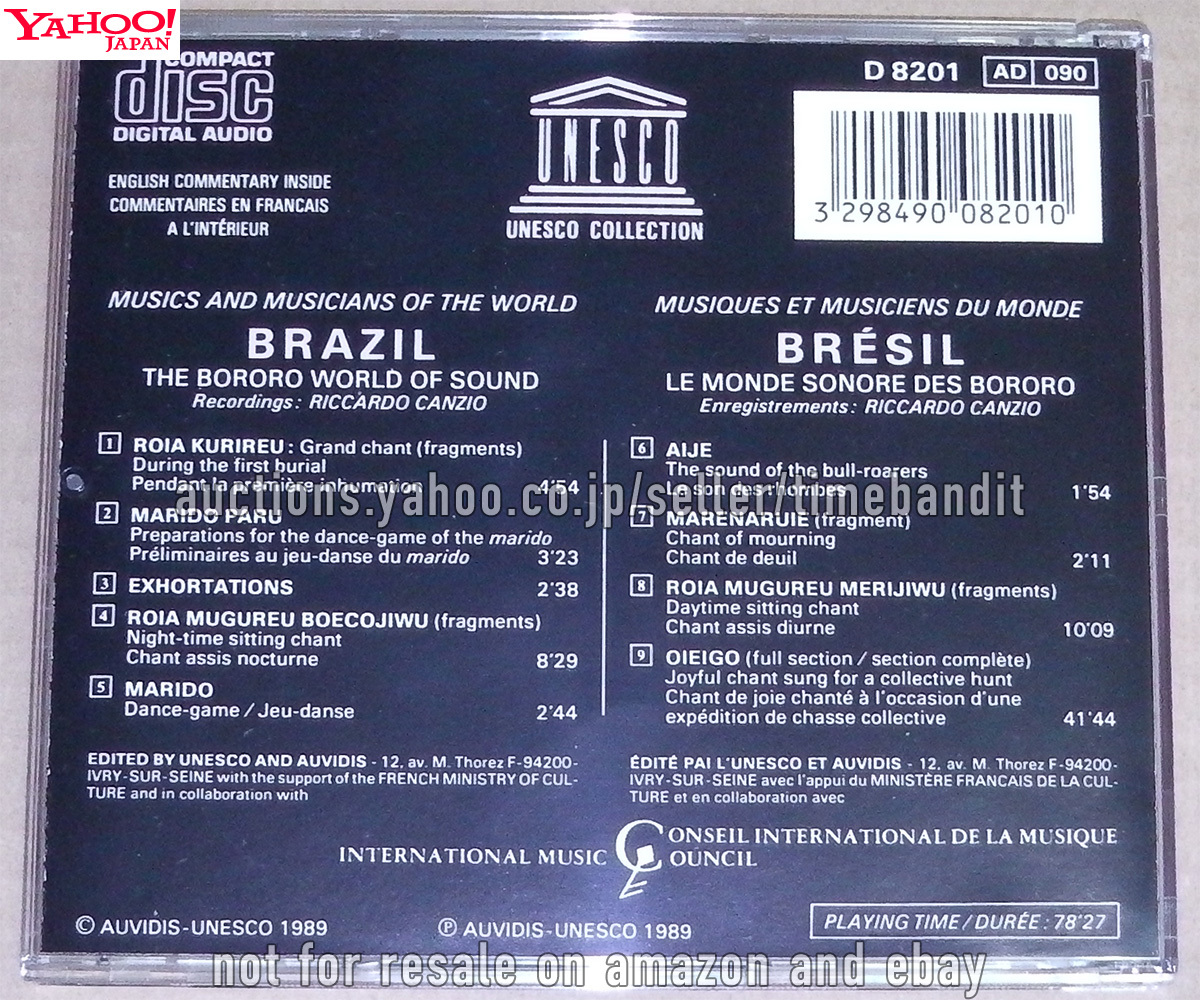 YAHOO!
JAPAN
COMPACT
disc
DIGITAL AUDIO
ENGLISH COMMENTARY INSIDE
COMMENTAIRES EN FRANCAIS
A L'INTÉRIEUR
UNESCO
UNESCO COLLECTION
D 8201 AD 090
3 298490 082010
MUSICS AND MUSICIANS OF THE WORLD
BRAZIL
THE BORORO WORLD OF SOUND
Recordings: RICCARDO CANZIO
1 ROIA KURIREU : Grand chant (fragments)
During the first burial
Pendant la première inhumation 4'54
2 MARIDO PARU
Preparations for the dance-game of the marido
Préliminaires au jeu-danse du marido 3'23
3 EXHORTATIONS 2'38
4 ROIA MUGUREU BOECOJIWU (fragments)
Night-time sitting chant
Chant assis nocturne 8'29
5 MARIDO
Dance-game / Jeu-danse 2'44
MUSIQUES ET MUSICIENS DU MONDE
BRÉSIL
LE MONDE SONORE DES BORORO
Enregistrements: RICCARDO CANZIO
6 AIJE
The sound of the bull-roarers
Le son des rhombes 1'54
7 MARENARUIE (fragment)
Chant of mourning
Chant de deuil 2'11
8 ROIA MUGUREU MERIJIWU (fragments)
Daytime sitting chant
Chant assis diurne 10'09
9 OIEIGO (full section / section complète)
Joyful chant sung for a collective hunt
Chant de joie chanté à l'occasion d'une
expédition de chasse collective 41'44
auctions.yahoo.co.jp/seller/timebandit
EDITED BY UNESCO AND AUVIDIS - 12, av. M. Thorez F-94200-
IVRY-SUR-SEINE with the support of the FRENCH MINISTRY OF CUL-
TURE and in collaboration with
ÉDITÉ PAI L'UNESCO ET AUVIDIS - 12, av. M. Thorez F-94200-
IVRY-SUR-SEINE avec l'appui du MINISTÈRE FRANCAIS DE LA CUL-
TURE et en collaboration avec
CONSEIL INTERNATIONAL DE LA MUSIQUE
INTERNATIONAL MUSIC COUNCIL
© AUVIDIS-UNESCO 1989
℗ AUVIDIS-UNESCO 1989
PLAYING TIME / DURÉE : 78'27
not for resale on amazon and ebay